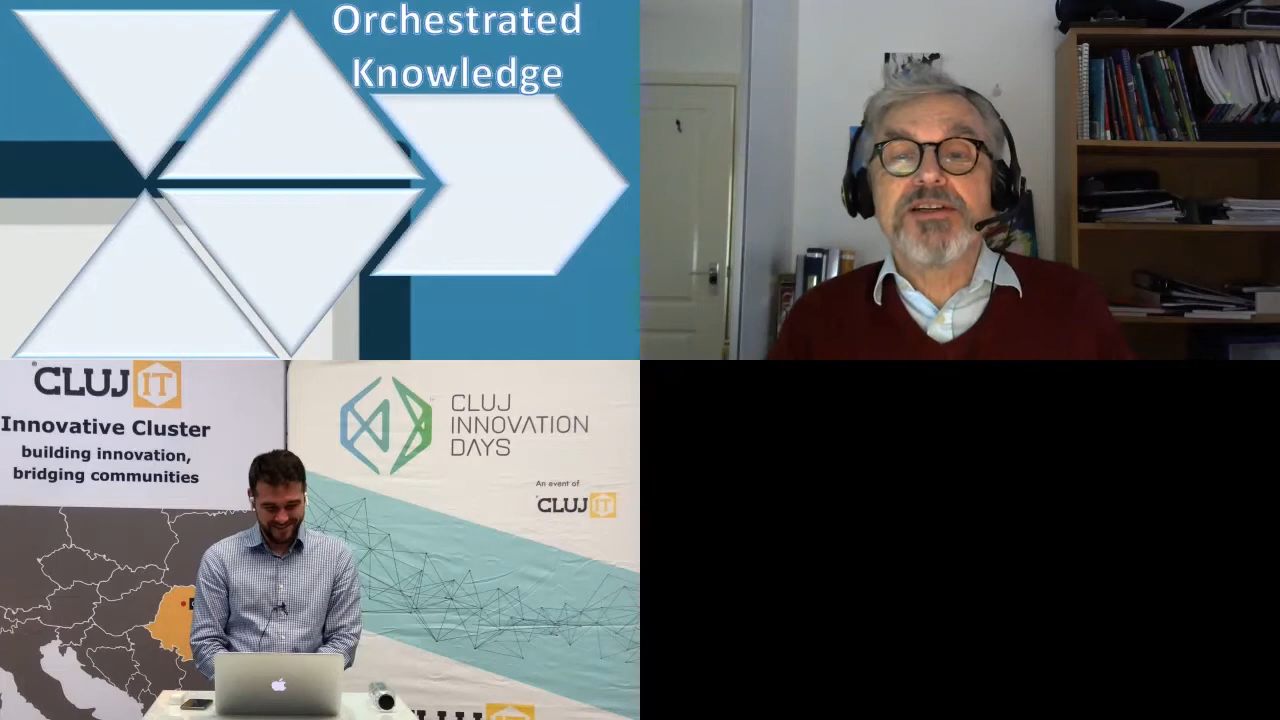 Orchestrated
Knowledge
CLUJ IT
Innovative Cluster
building innovation,
bridging communities
CLUJ
INNOVATION
DAYS
An event of
CLUJ IT